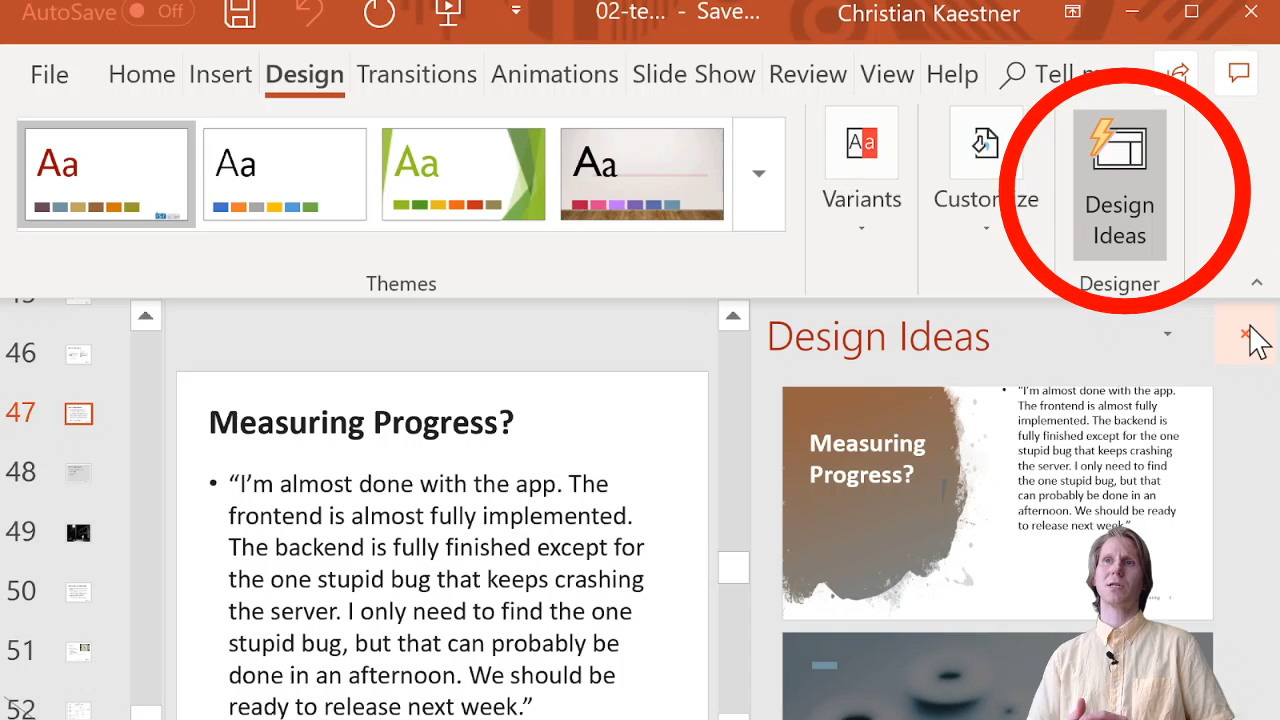 AutoSave Off
02-te... - Save...
Christian Kaestner
File Home Insert Design Transitions Animations Slide Show Review View Help
Aa Aa Aa Aa
Aa
Variants
Customize
Design
Ideas
Themes
Designer
46
47
48
49
50
51
52
Measuring Progress?
• “I’m almost done with the app. The
frontend is almost fully implemented.
The backend is fully finished except for
the one stupid bug that keeps crashing
the server. I only need to find the one
stupid bug, but that can probably be
done in an afternoon. We should be
ready to release next week.”
Design Ideas
Measuring
Progress?
• “I’m almost done with the app.
The frontend is almost fully
implemented. The backend is
fully finished except for the one
stupid bug that keeps crashing
the server. I only need to find
the one stupid bug, but that
can probably be done in an
afternoon. We should be ready
to release next week.”